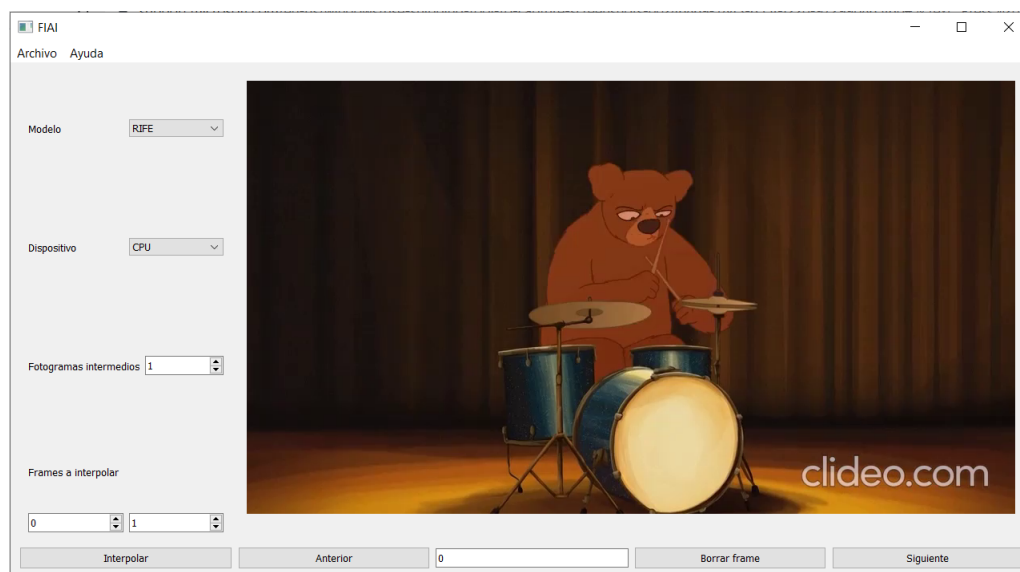 FIAI
Archivo Ayuda
Modelo RIFE
Dispositivo CPU
Fotogramas intermedios 1
Frames a interpolar
0 1
clideo.com
Interpolar Anterior 0 Borrar frame Siguiente